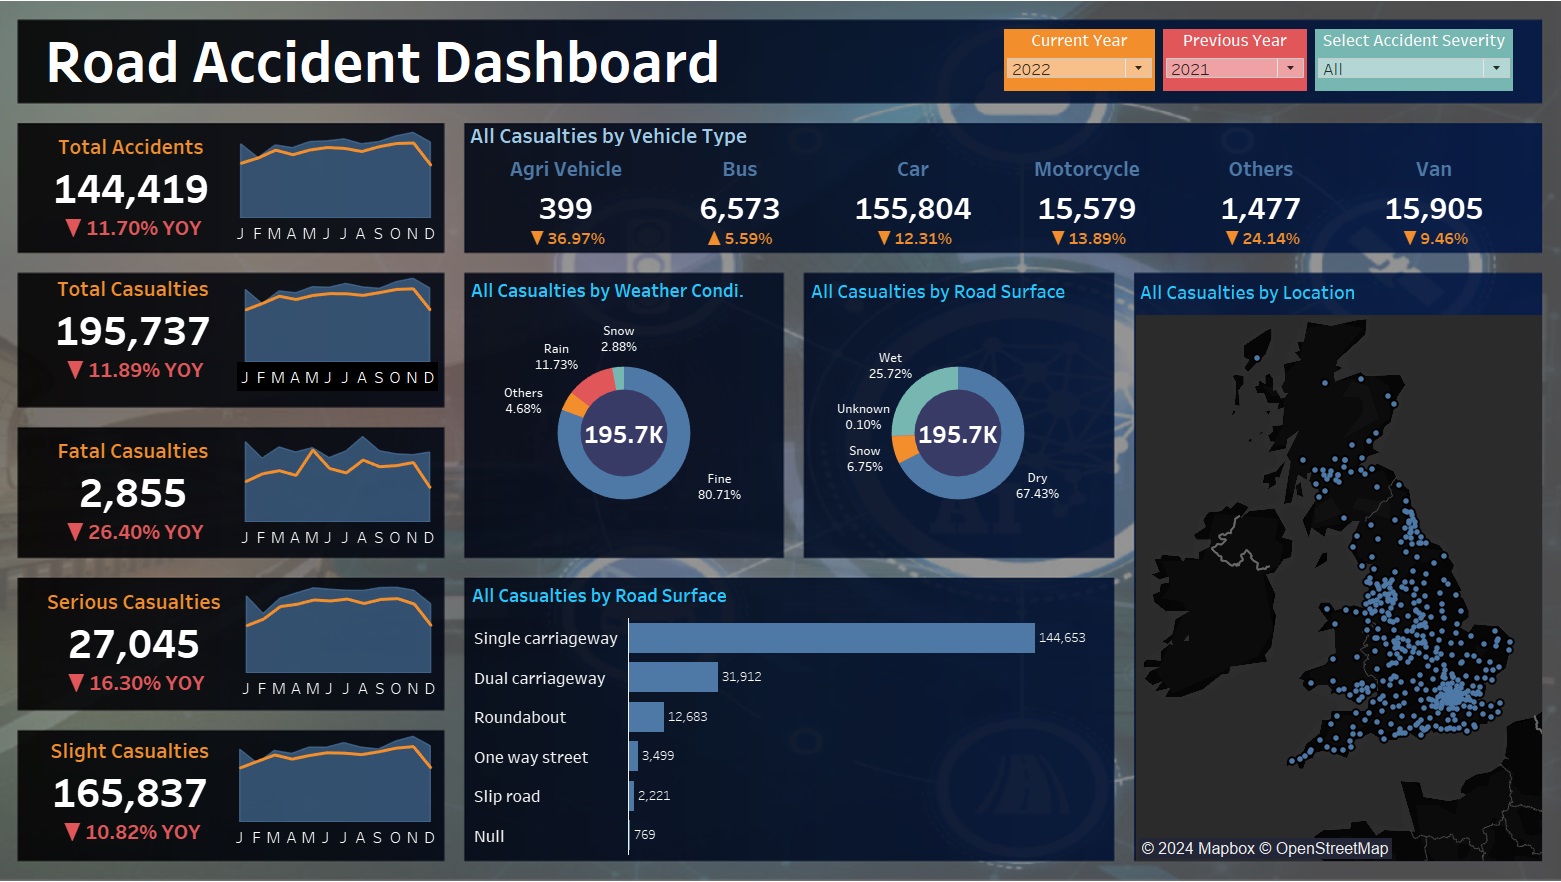 Road Accident Dashboard
Current Year
2022
Previous Year
2021
Select Accident Severity
All
Total Accidents
144,419
▼ 11.70% YOY
J F M A M J J A S O N D
Total Casualties
195,737
▼ 11.89% YOY
J F M A M J J A S O N D
Fatal Casualties
2,855
▼ 26.40% YOY
J F M A M J J A S O N D
Serious Casualties
27,045
▼ 16.30% YOY
J F M A M J J A S O N D
Slight Casualties
165,837
▼ 10.82% YOY
J F M A M J J A S O N D
All Casualties by Vehicle Type
Agri Vehicle
399
▼ 36.97%
Bus
6,573
▲ 5.59%
Car
155,804
▼ 12.31%
Motorcycle
15,579
▼ 13.89%
Others
1,477
▼ 24.14%
Van
15,905
▼ 9.46%
All Casualties by Weather Condi.
Snow
2.88%
Rain
11.73%
Others
4.68%
195.7K
Fine
80.71%
All Casualties by Road Surface
Wet
25.72%
Unknown
0.10%
Snow
6.75%
195.7K
Dry
67.43%
All Casualties by Road Surface
Single carriageway 144,653
Dual carriageway 31,912
Roundabout 12,683
One way street 3,499
Slip road 2,221
Null 769
All Casualties by Location
© 2024 Mapbox © OpenStreetMap